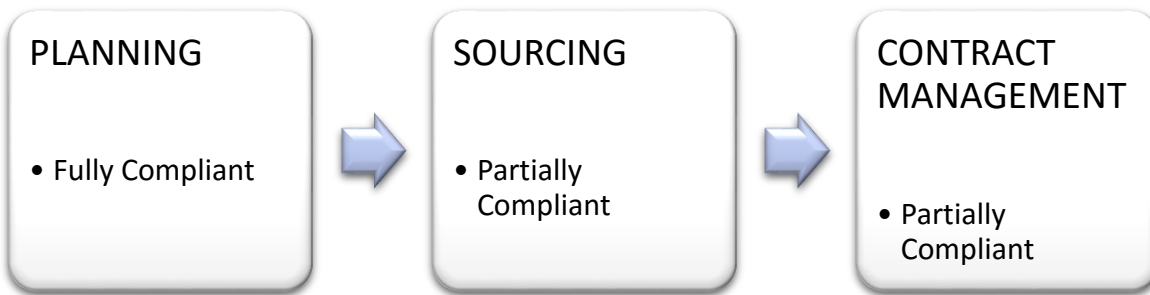 PLANNING
• Fully Compliant
SOURCING
• Partially
Compliant
CONTRACT
MANAGEMENT
• Partially
Compliant